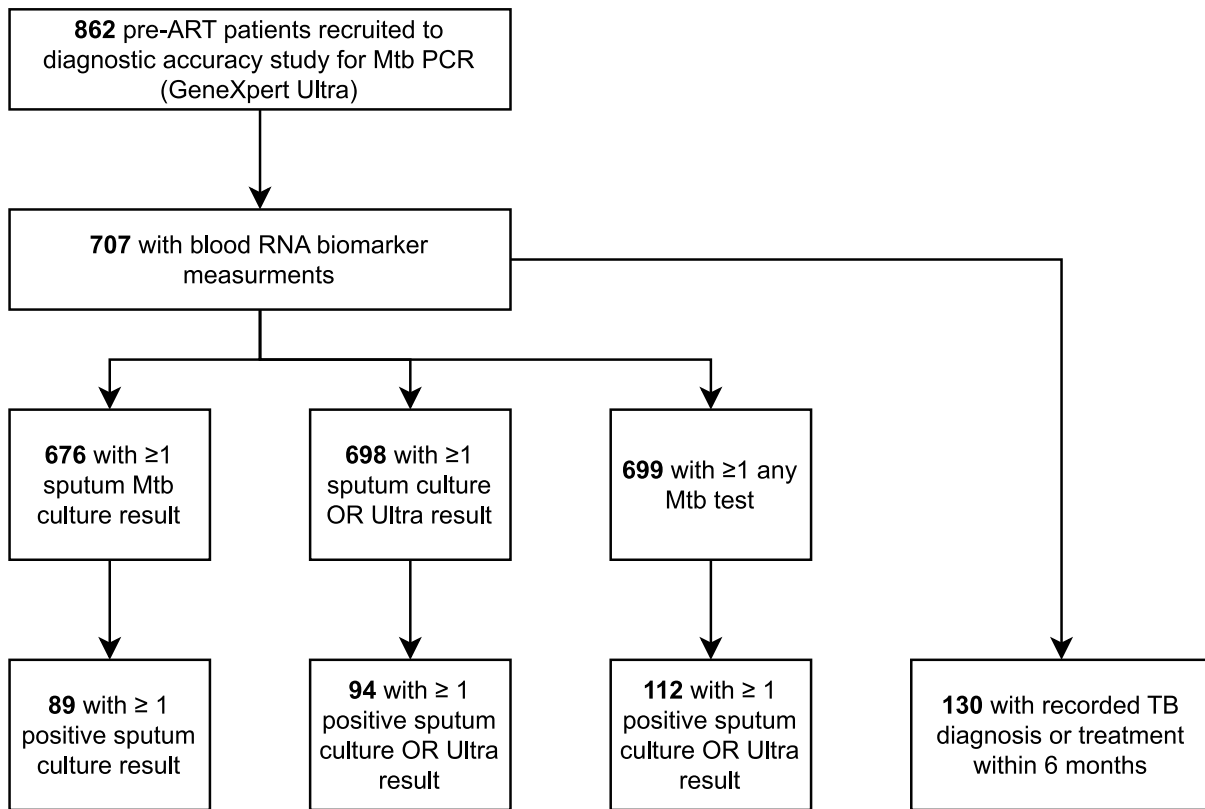 862 pre-ART patients recruited to
diagnostic accuracy study for Mtb PCR
(GeneXpert Ultra)
707 with blood RNA biomarker
measurments
676 with ≥1
sputum Mtb
culture result
698 with ≥1
sputum culture
OR Ultra result
699 with ≥1 any
Mtb test
89 with ≥ 1
positive sputum
culture result
94 with ≥ 1
positive sputum
culture OR Ultra
result
112 with ≥ 1
positive sputum
culture OR Ultra
result
130 with recorded TB
diagnosis or treatment
within 6 months